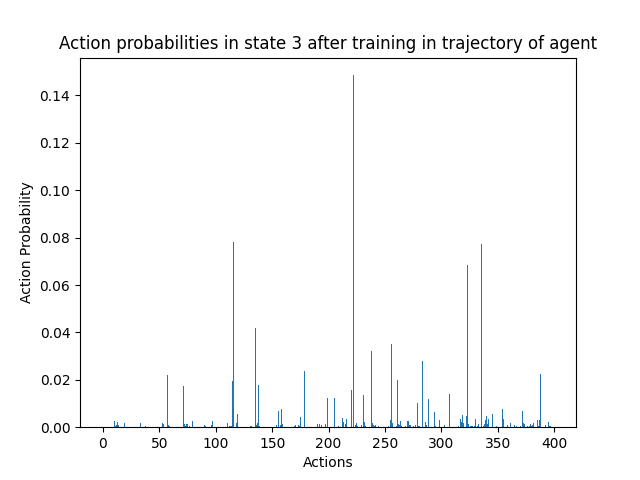 Action probabilities in state 3 after training in trajectory of agent
0.14
0.12
0.10
0.08
0.06
0.04
0.02
0.00
Action Probability
0 50 100 150 200 250 300 350 400
Actions